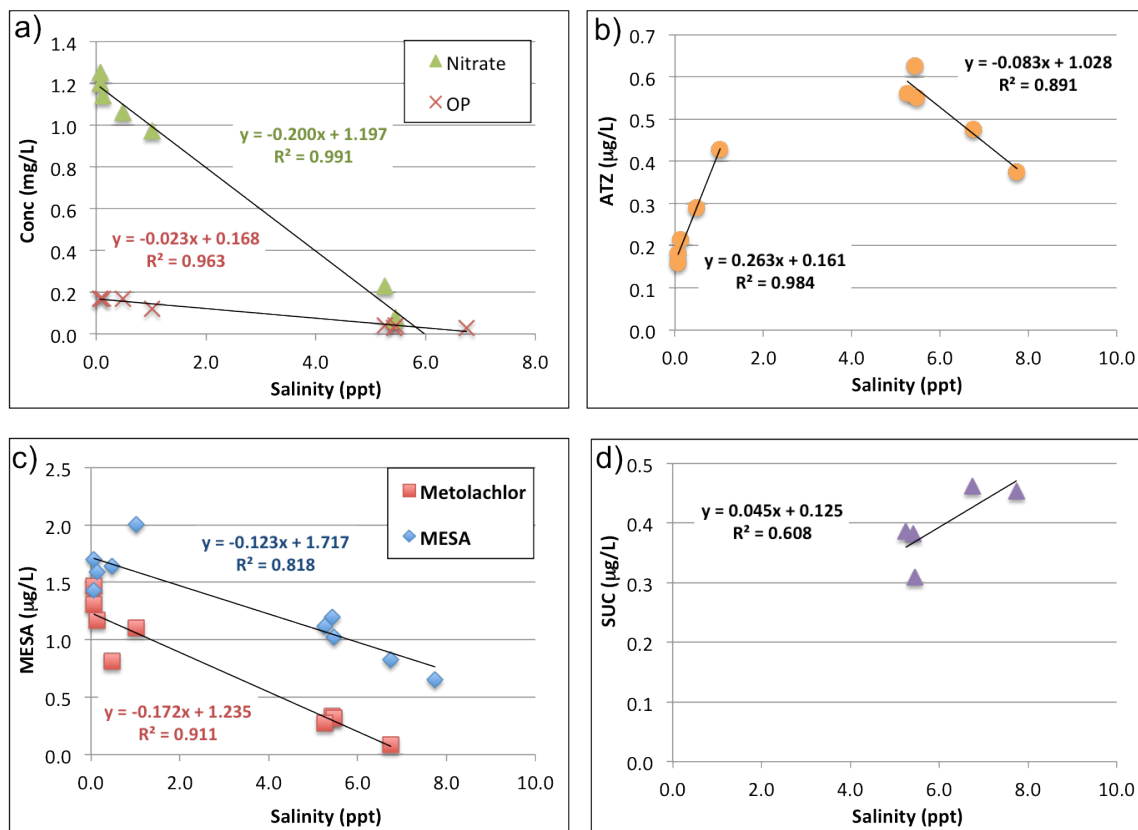 a)
Nitrate
OP
y = -0.200x + 1.197
R² = 0.991
y = -0.023x + 0.168
R² = 0.963
Conc (mg/L)
1.4
1.2
1.0
0.8
0.6
0.4
0.2
0.0
0.0 2.0 4.0 6.0 8.0
Salinity (ppt)
b)
y = -0.083x + 1.028
R² = 0.891
y = 0.263x + 0.161
R² = 0.984
ATZ (µg/L)
0.7
0.6
0.5
0.4
0.3
0.2
0.1
0.0
0.0 2.0 4.0 6.0 8.0 10.0
Salinity (ppt)
c)
Metolachlor
MESA
y = -0.123x + 1.717
R² = 0.818
y = -0.172x + 1.235
R² = 0.911
MESA (µg/L)
2.5
2.0
1.5
1.0
0.5
0.0
0.0 2.0 4.0 6.0 8.0 10.0
Salinity (ppt)
d)
y = 0.045x + 0.125
R² = 0.608
SUC (µg/L)
0.5
0.4
0.3
0.2
0.1
0.0
0.0 2.0 4.0 6.0 8.0 10.0
Salinity (ppt)